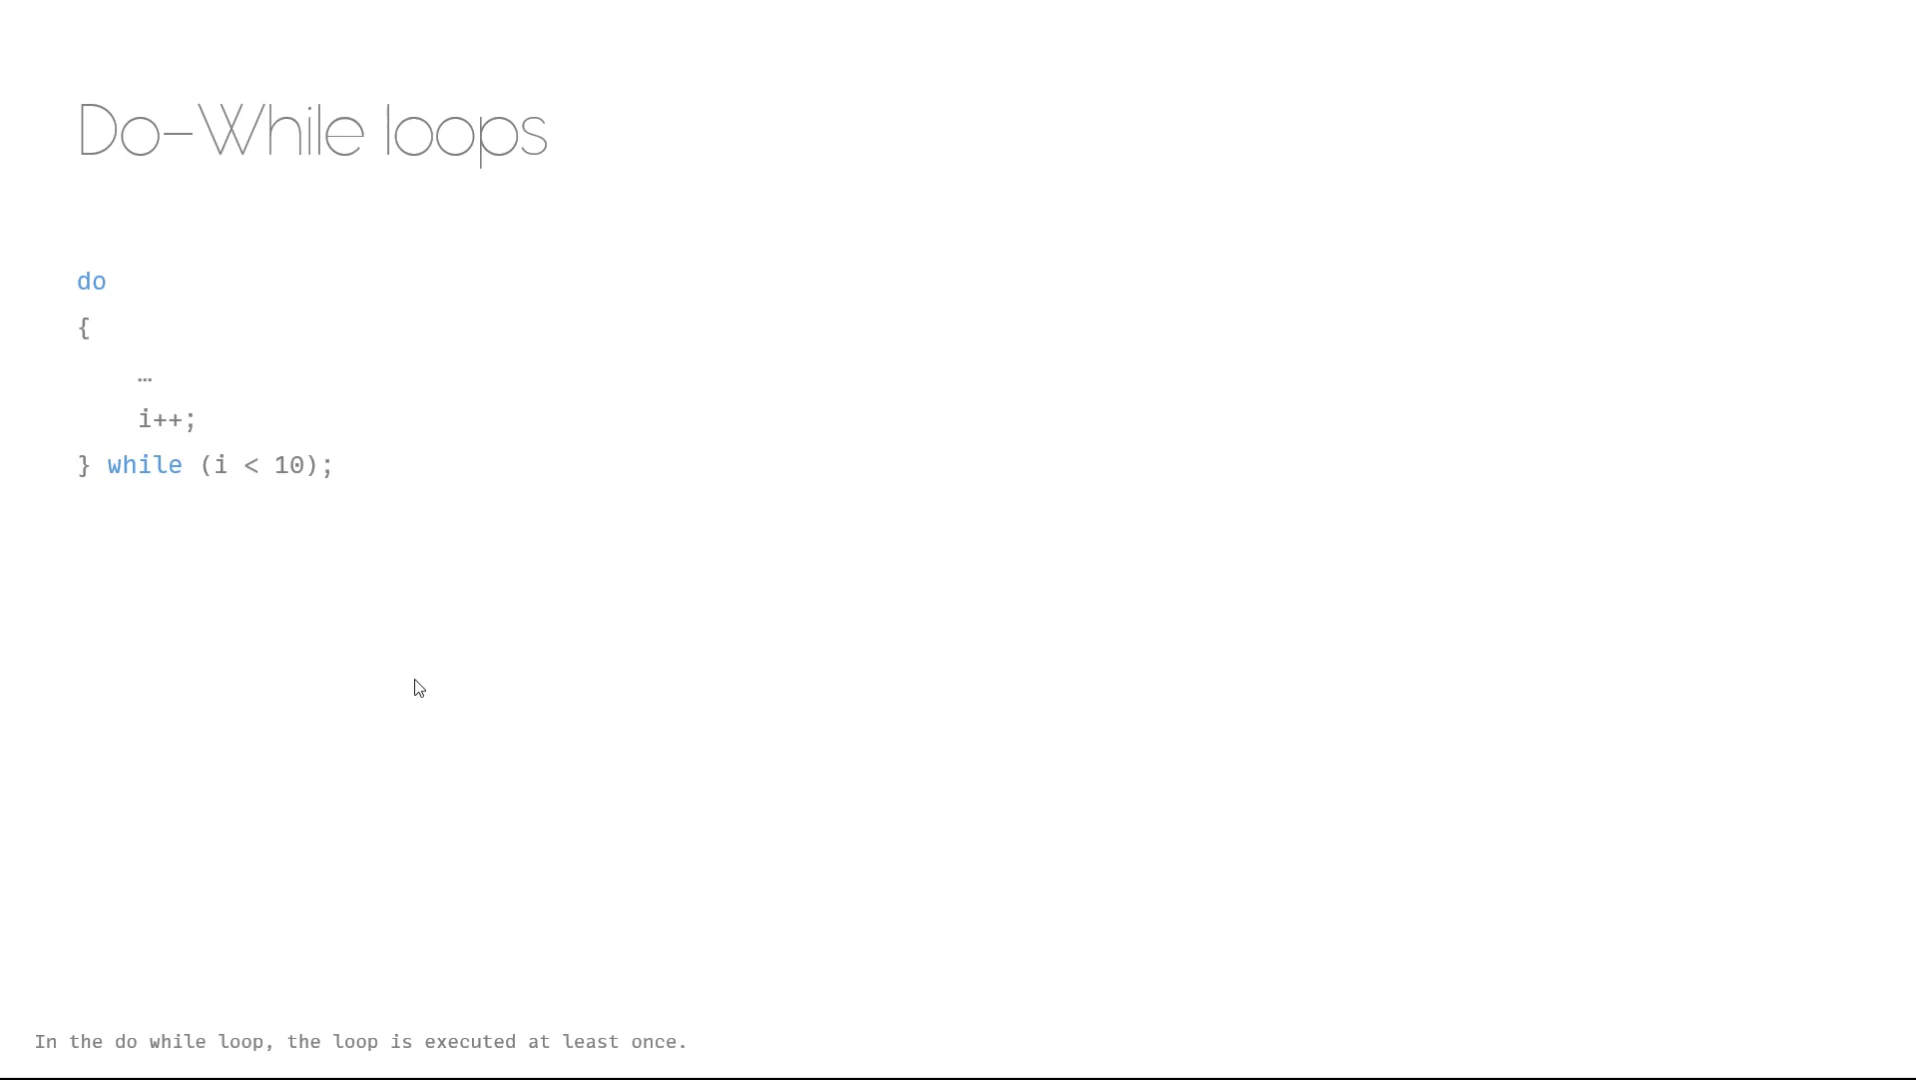 Do-While loops
do
{
    …
    i++;
} while (i < 10);
In the do while loop, the loop is executed at least once.